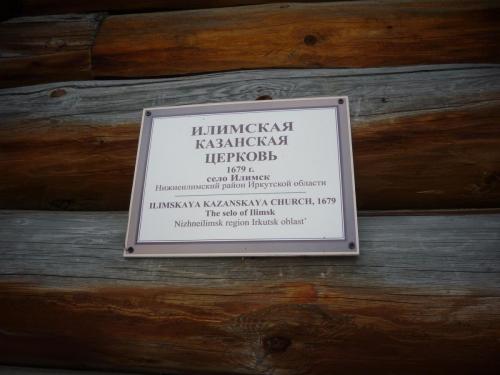 ИЛИМСКАЯ
КАЗАНСКАЯ
ЦЕРКОВЬ
1679 г.
село Илимск
Нижнеилимский район Иркутской области
ILIMSKAYA KAZANSKAYA CHURCH, 1679
The selo of Ilimsk
Nizhneilimsk region Irkutsk oblast'